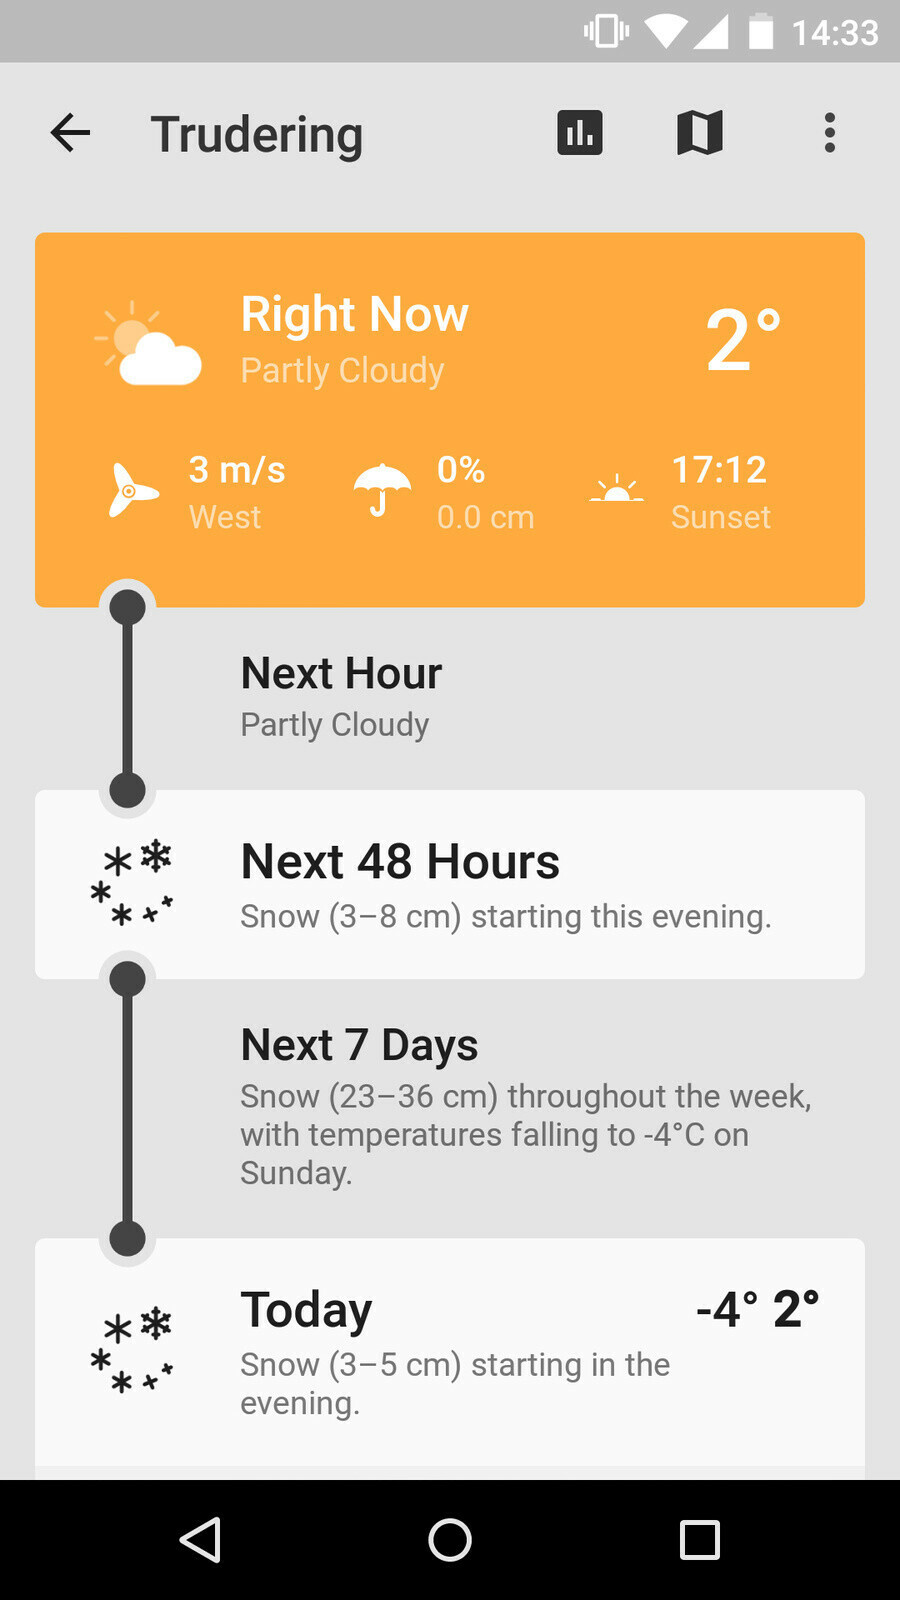 14:33
Trudering
Right Now
2°
Partly Cloudy
3 m/s
0%
17:12
West
0.0 cm
Sunset
Next Hour
Partly Cloudy
Next 48 Hours
Snow (3–8 cm) starting this evening.
Next 7 Days
Snow (23–36 cm) throughout the week,
with temperatures falling to -4°C on
Sunday.
Today
-4° 2°
Snow (3–5 cm) starting in the
evening.